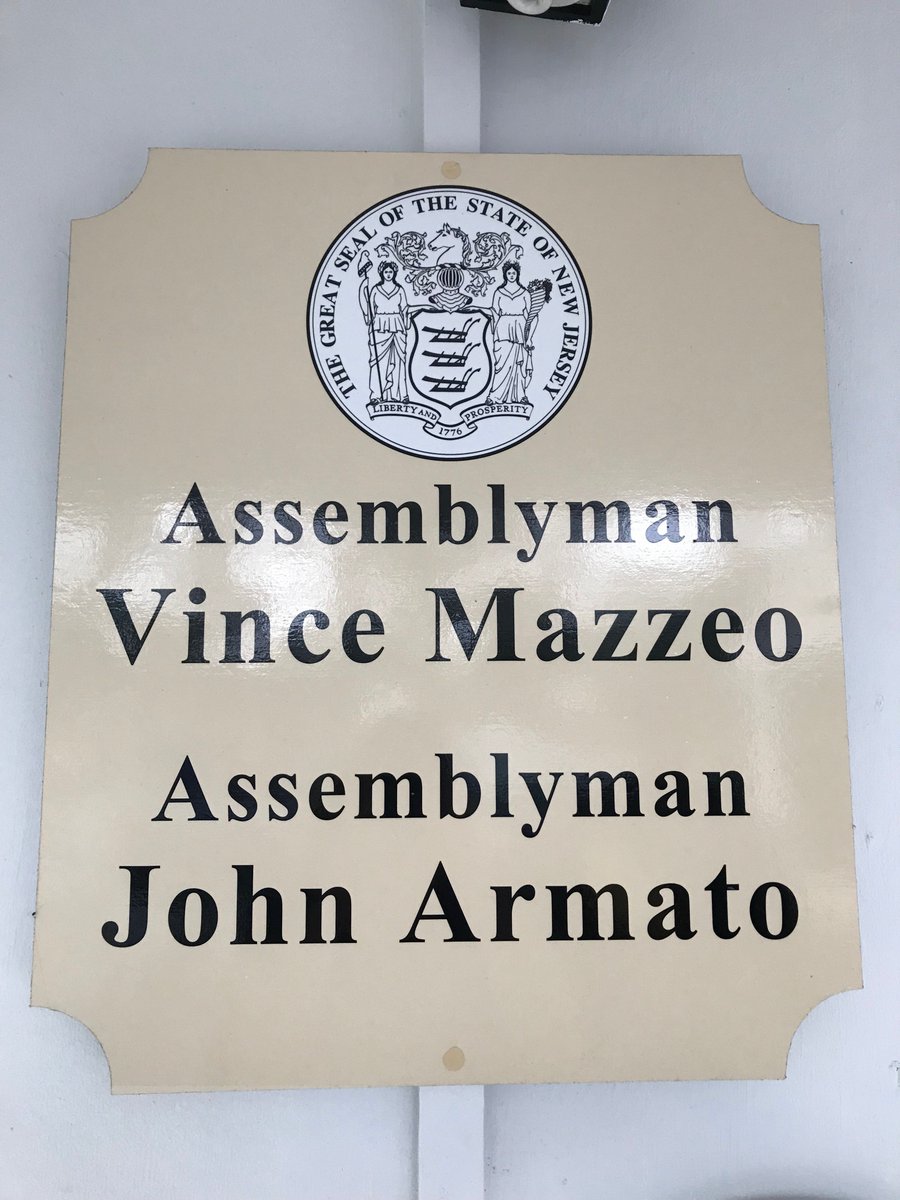 THE GREAT SEAL OF THE STATE OF NEW JERSEY
LIBERTY AND PROSPERITY
1776
Assemblyman
Vince Mazzeo
Assemblyman
John Armato